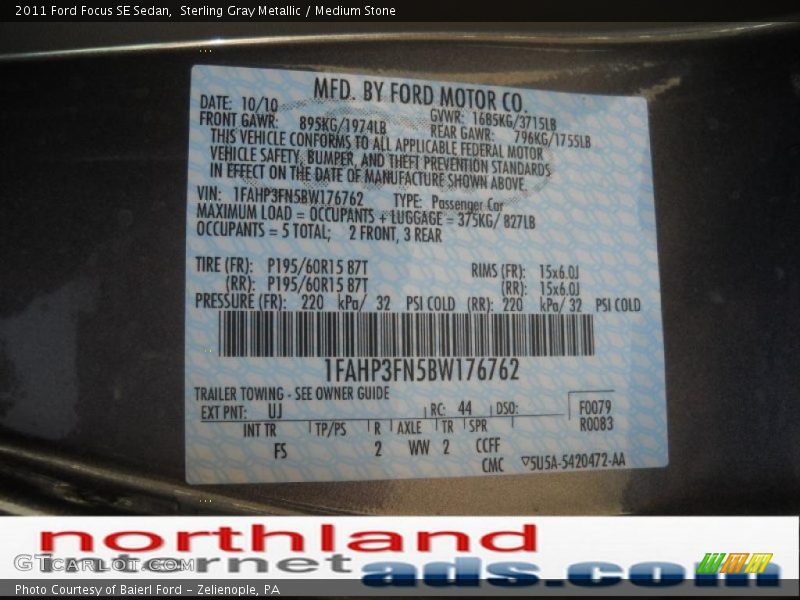 2011 Ford Focus SE Sedan, Sterling Gray Metallic / Medium Stone
MFD. BY FORD MOTOR CO.
DATE: 10/10 GVWR: 1685KG/3715LB
FRONT GAWR: 895KG/1974LB REAR GAWR: 796KG/1755LB
THIS VEHICLE CONFORMS TO ALL APPLICABLE FEDERAL MOTOR
VEHICLE SAFETY, BUMPER, AND THEFT PREVENTION STANDARDS
IN EFFECT ON THE DATE OF MANUFACTURE SHOWN ABOVE.
VIN: 1FAHP3FN5BW176762 TYPE: Passenger Car
MAXIMUM LOAD = OCCUPANTS + LUGGAGE = 375KG/ 827LB
OCCUPANTS = 5 TOTAL; 2 FRONT, 3 REAR
TIRE (FR): P195/60R15 87T RIMS (FR): 15x6.0J
(RR): P195/60R15 87T (RR): 15x6.0J
PRESSURE (FR): 220 kPa/ 32 PSI COLD (RR): 220 kPa/ 32 PSI COLD
1FAHP3FN5BW176762
TRAILER TOWING - SEE OWNER GUIDE
EXT PNT: UJ RC: 44 DSO: F0079
R0083
INT TR TP/PS R AXLE TR SPR
FS 2 WW 2 CCFF
CMC ▽5U5A-5420472-AA
northland
internet
ads.com
GTCARLOT.COM
Photo Courtesy of Baierl Ford – Zelienople, PA